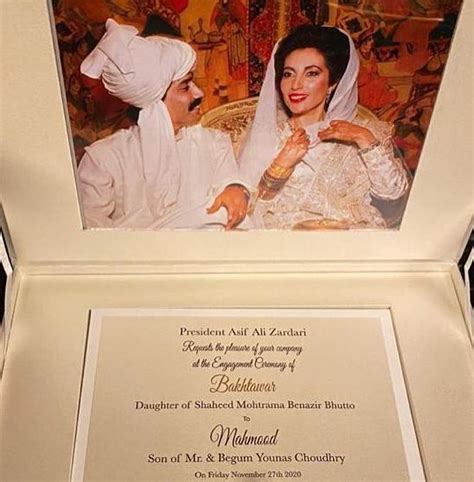 President Asif Ali Zardari
Requests the pleasure of your company
at the Engagement Ceremony of
Bakhtawar
Daughter of Shaheed Mohtrama Benazir Bhutto
To
Mahmood
Son of Mr. & Begum Younas Choudhry
On Friday November 27th 2020